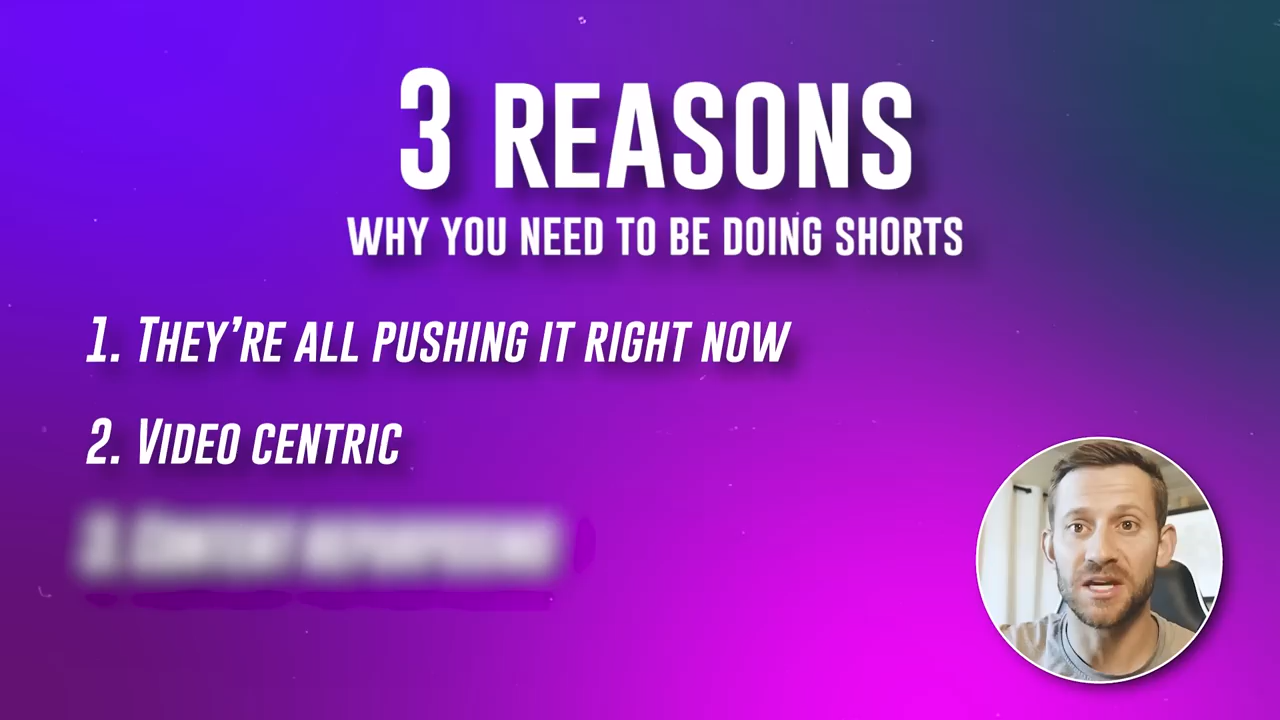 3 REASONS
WHY YOU NEED TO BE DOING SHORTS
1. THEY'RE ALL PUSHING IT RIGHT NOW
2. VIDEO CENTRIC